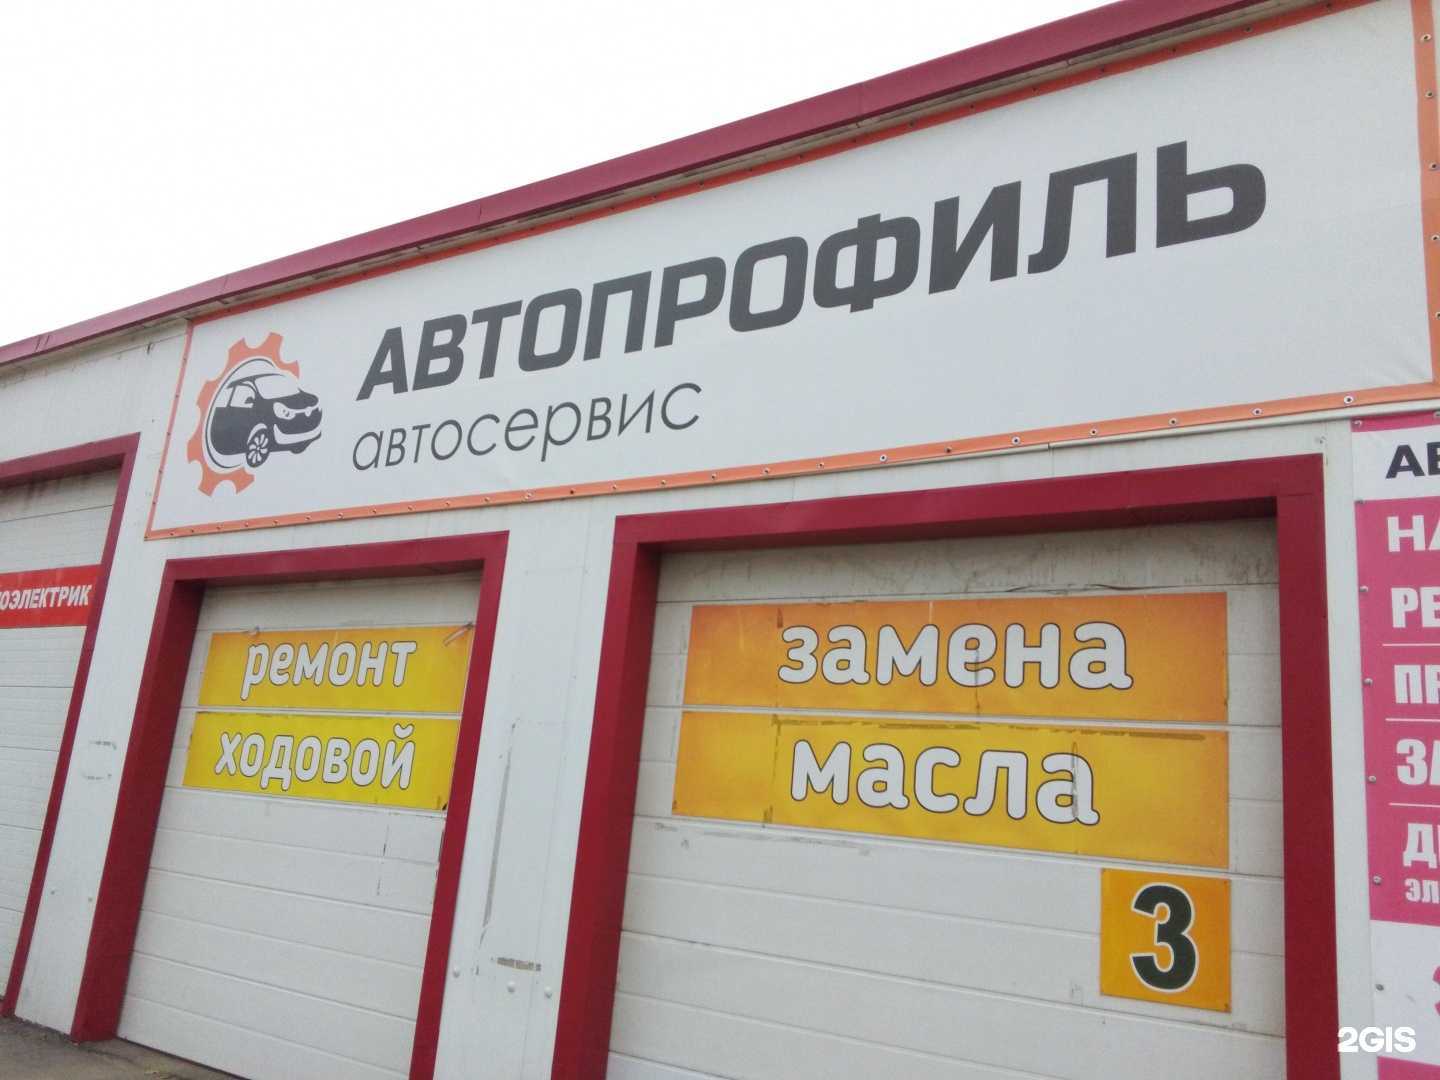 АВТОПРОФИЛЬ
автосервис
ремонт
ходовой
замена
масла
3
2GIS